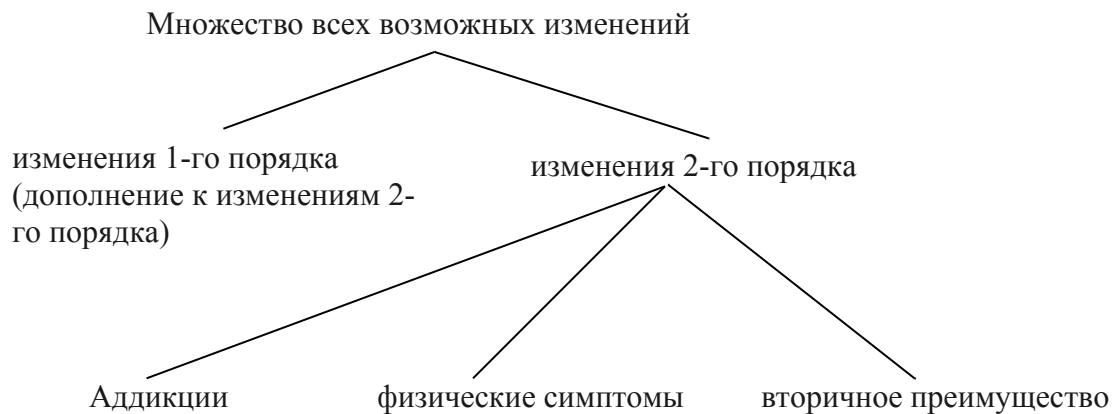 Множество всех возможных изменений
изменения 1-го порядка
(дополнение к изменениям 2-
го порядка)
изменения 2-го порядка
Аддикции
физические симптомы
вторичное преимущество